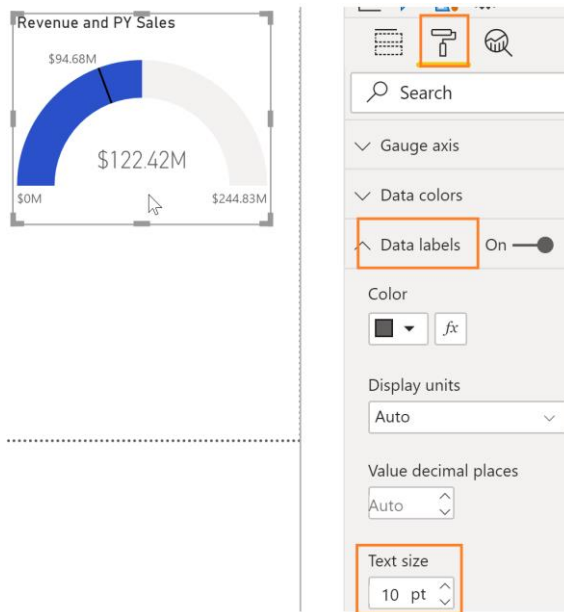 Revenue and PY Sales
$94.68M
$122.42M
$0M
$244.83M
Search
Gauge axis
Data colors
Data labels On
Color
fx
Display units
Auto
Value decimal places
Auto
Text size
10 pt